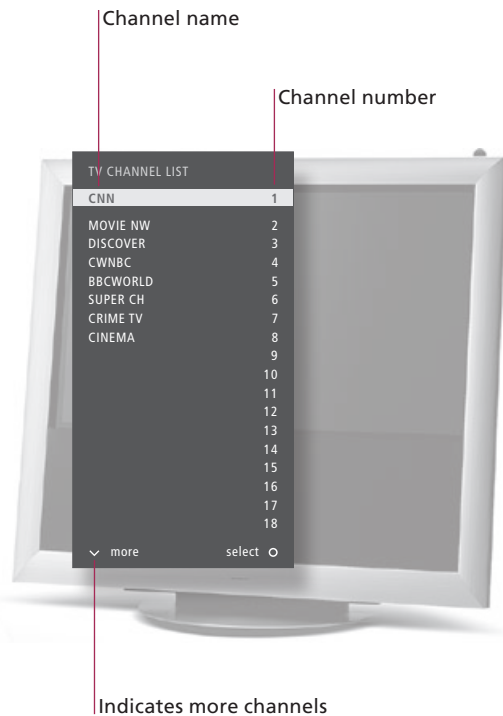 Channel name
Channel number
TV CHANNEL LIST
CNN 1
MOVIE NW 2
DISCOVER 3
CWNBC 4
BBCWORLD 5
SUPER CH 6
CRIME TV 7
CINEMA 8
9
10
11
12
13
14
15
16
17
18
more select
Indicates more channels